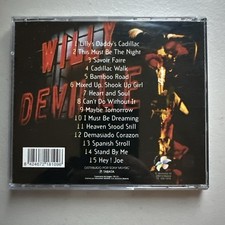 WILLY
DEVILLE
1 Lilly's Daddy's Cadillac
2 This Must Be The Night
3 Savoir Faire
4 Cadillac Walk
5 Bamboo Road
6 Mixed Up, Shook Up Girl
7 Heart and Soul
8 Can't Do Without It
9 Maybe Tomorrow
10 I Must Be Dreaming
11 Heaven Stood Still
12 Demasiado Corazon
13 Spanish Stroll
14 Stand By Me
15 Hey! Joe